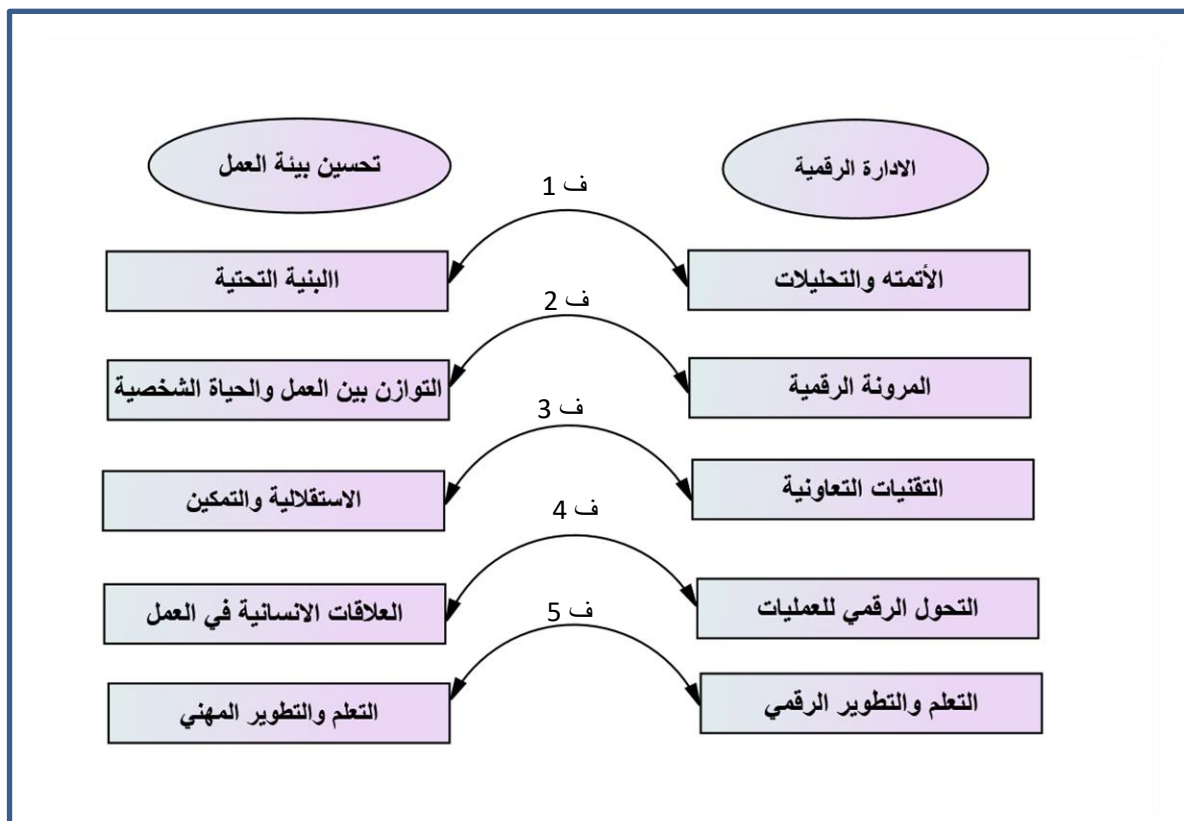 الادارة الرقمية
تحسين بيئة العمل
ف 1
الأتمته والتحليلات
االبنية التحتية
ف 2
المرونة الرقمية
التوازن بين العمل والحياة الشخصية
ف 3
التقنيات التعاونية
الاستقلالية والتمكين
ف 4
التحول الرقمي للعمليات
العلاقات الانسانية في العمل
ف 5
التعلم والتطوير الرقمي
التعلم والتطوير المهني